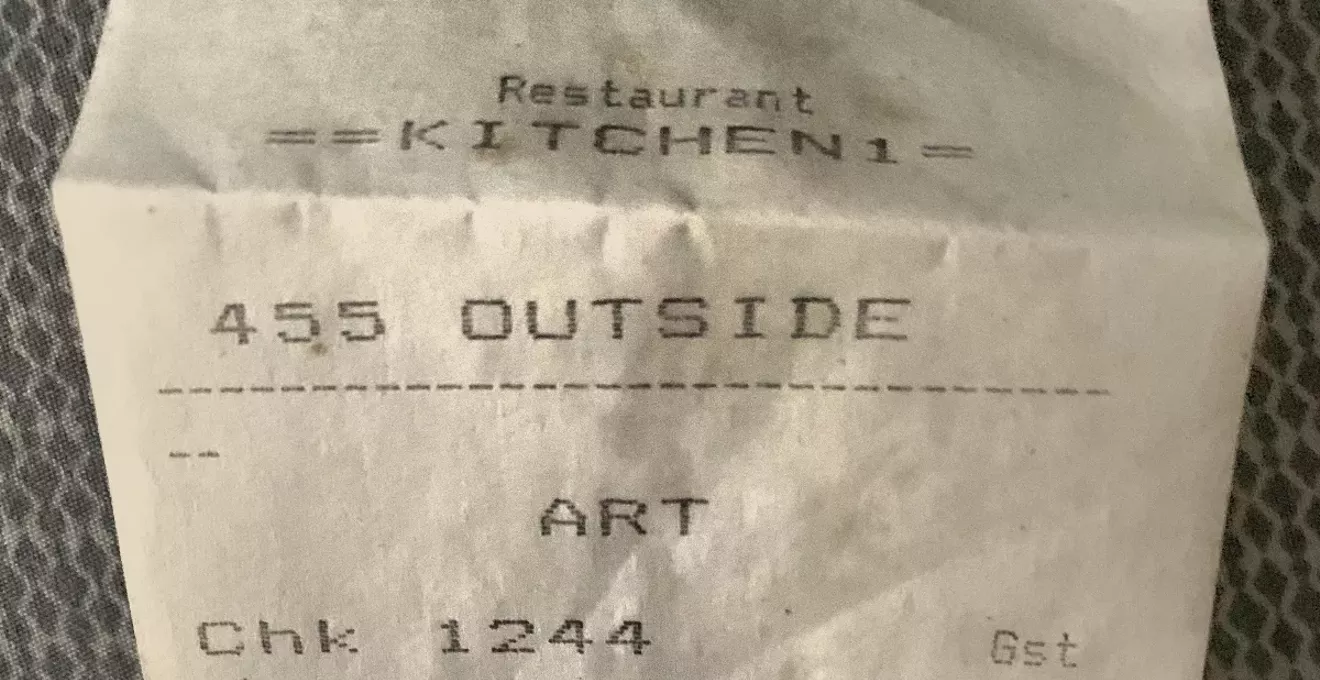 Restaurant
==KITCHEN1=
455 OUTSIDE
------------------------------
--
ART
Chk 1244 Gst